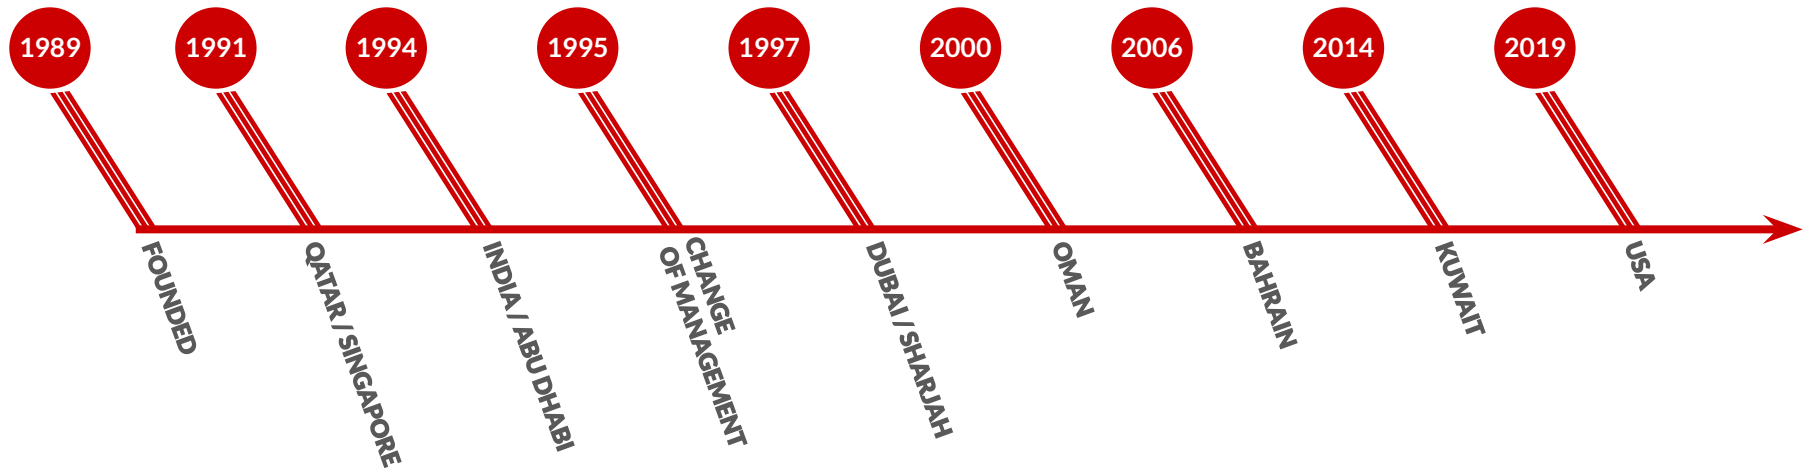 1989
1991
1994
1995
1997
2000
2006
2014
2019
FOUNDED
QATAR / SINGAPORE
INDIA / ABU DHABI
CHANGE
OF MANAGEMENT
DUBAI / SHARJAH
OMAN
BAHRAIN
KUWAIT
USA